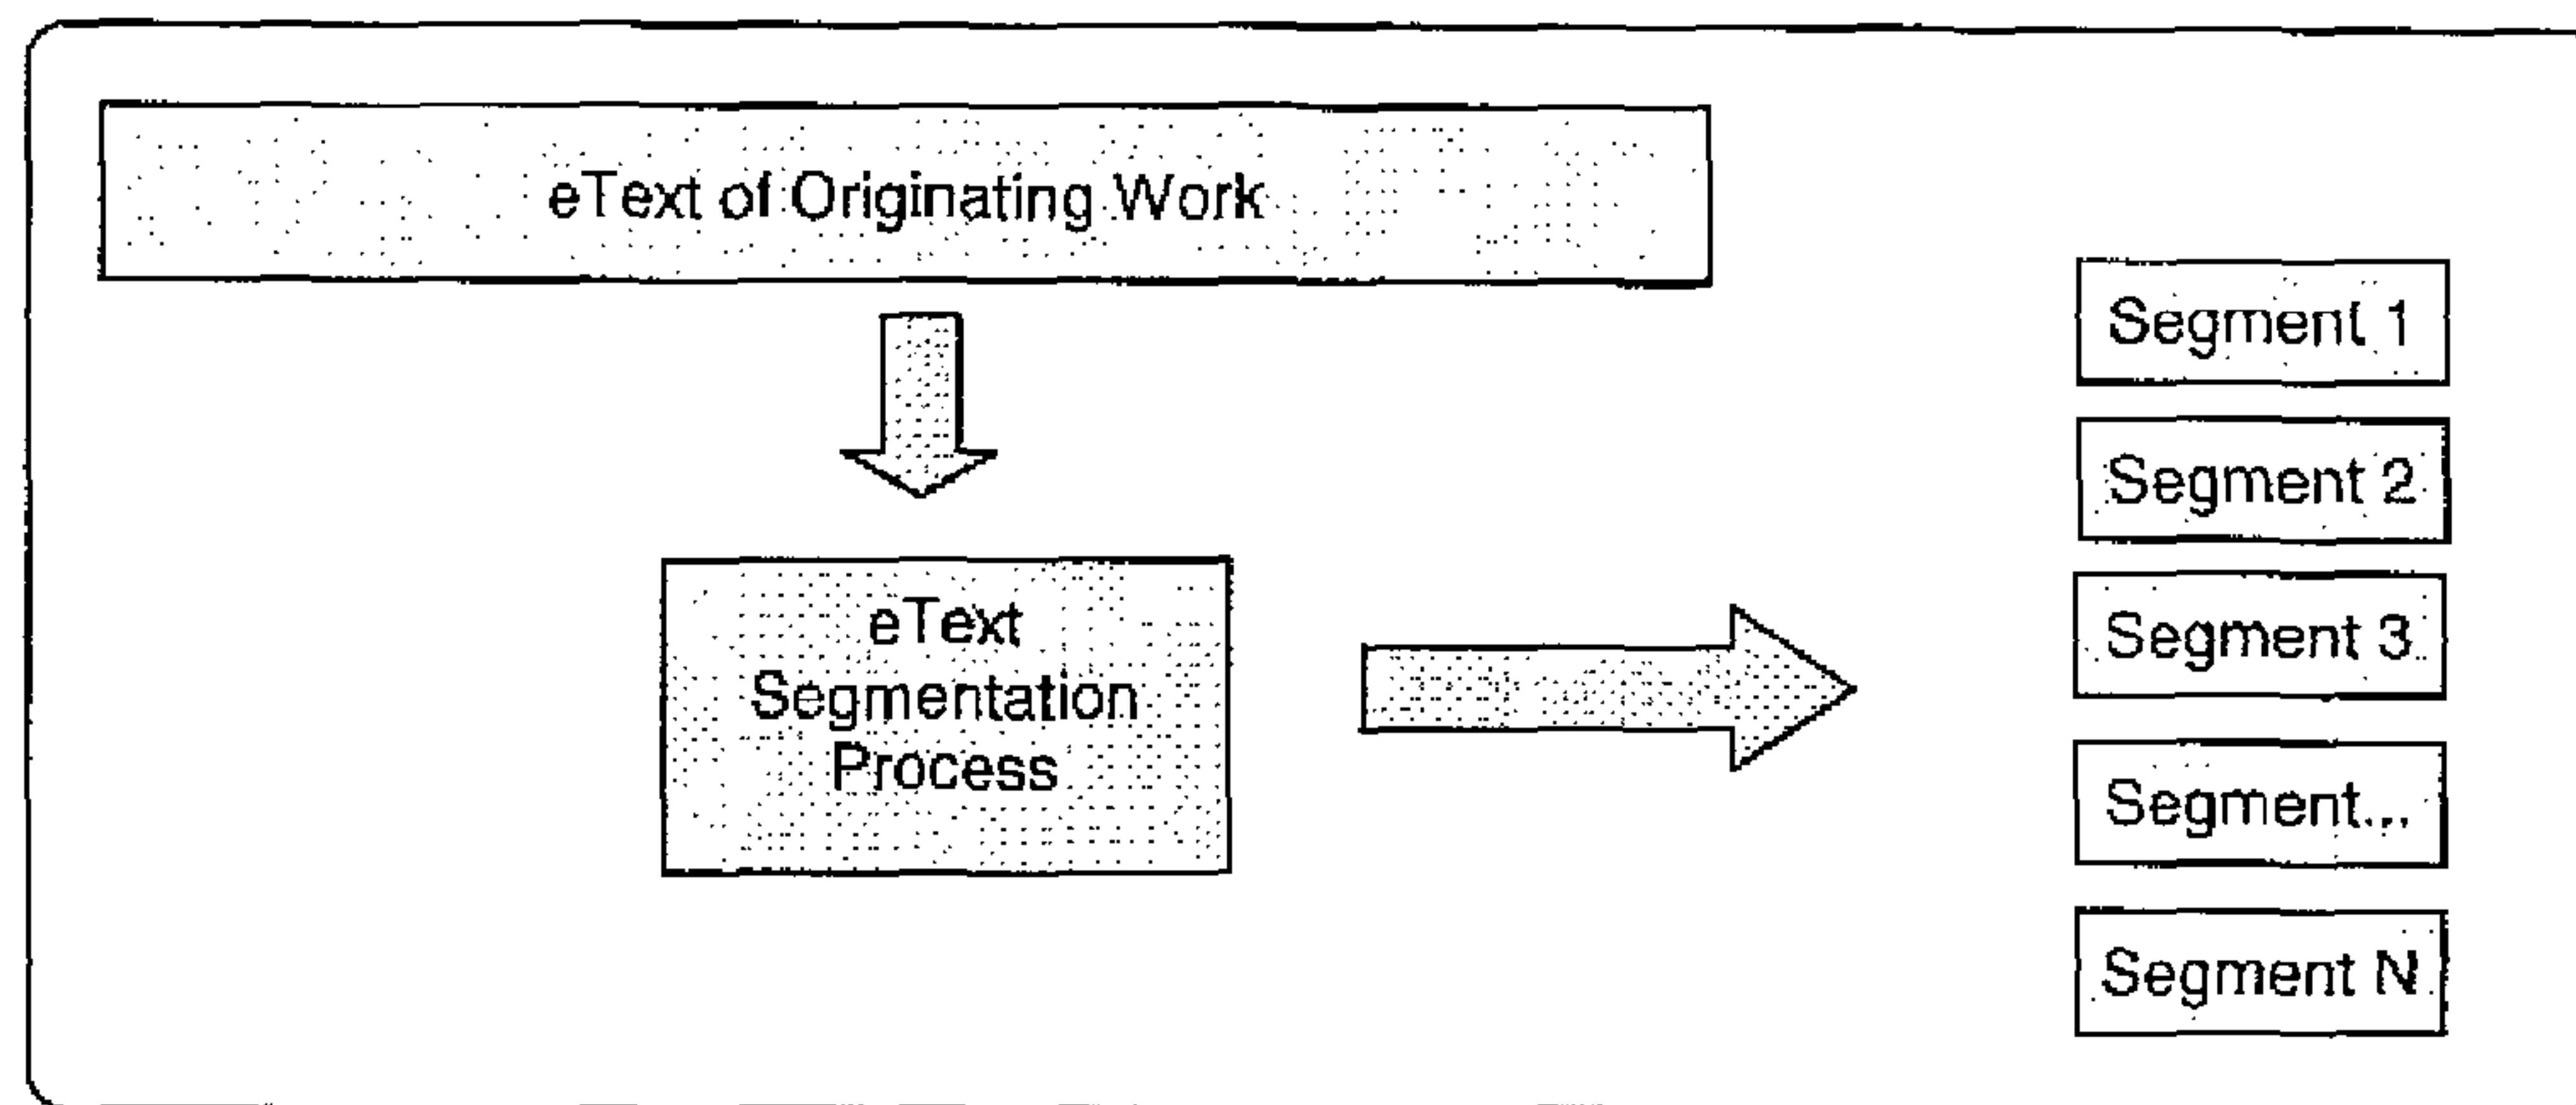 eText of Originating Work
eText
Segmentation
Process
Segment 1
Segment 2
Segment 3
Segment...
Segment N